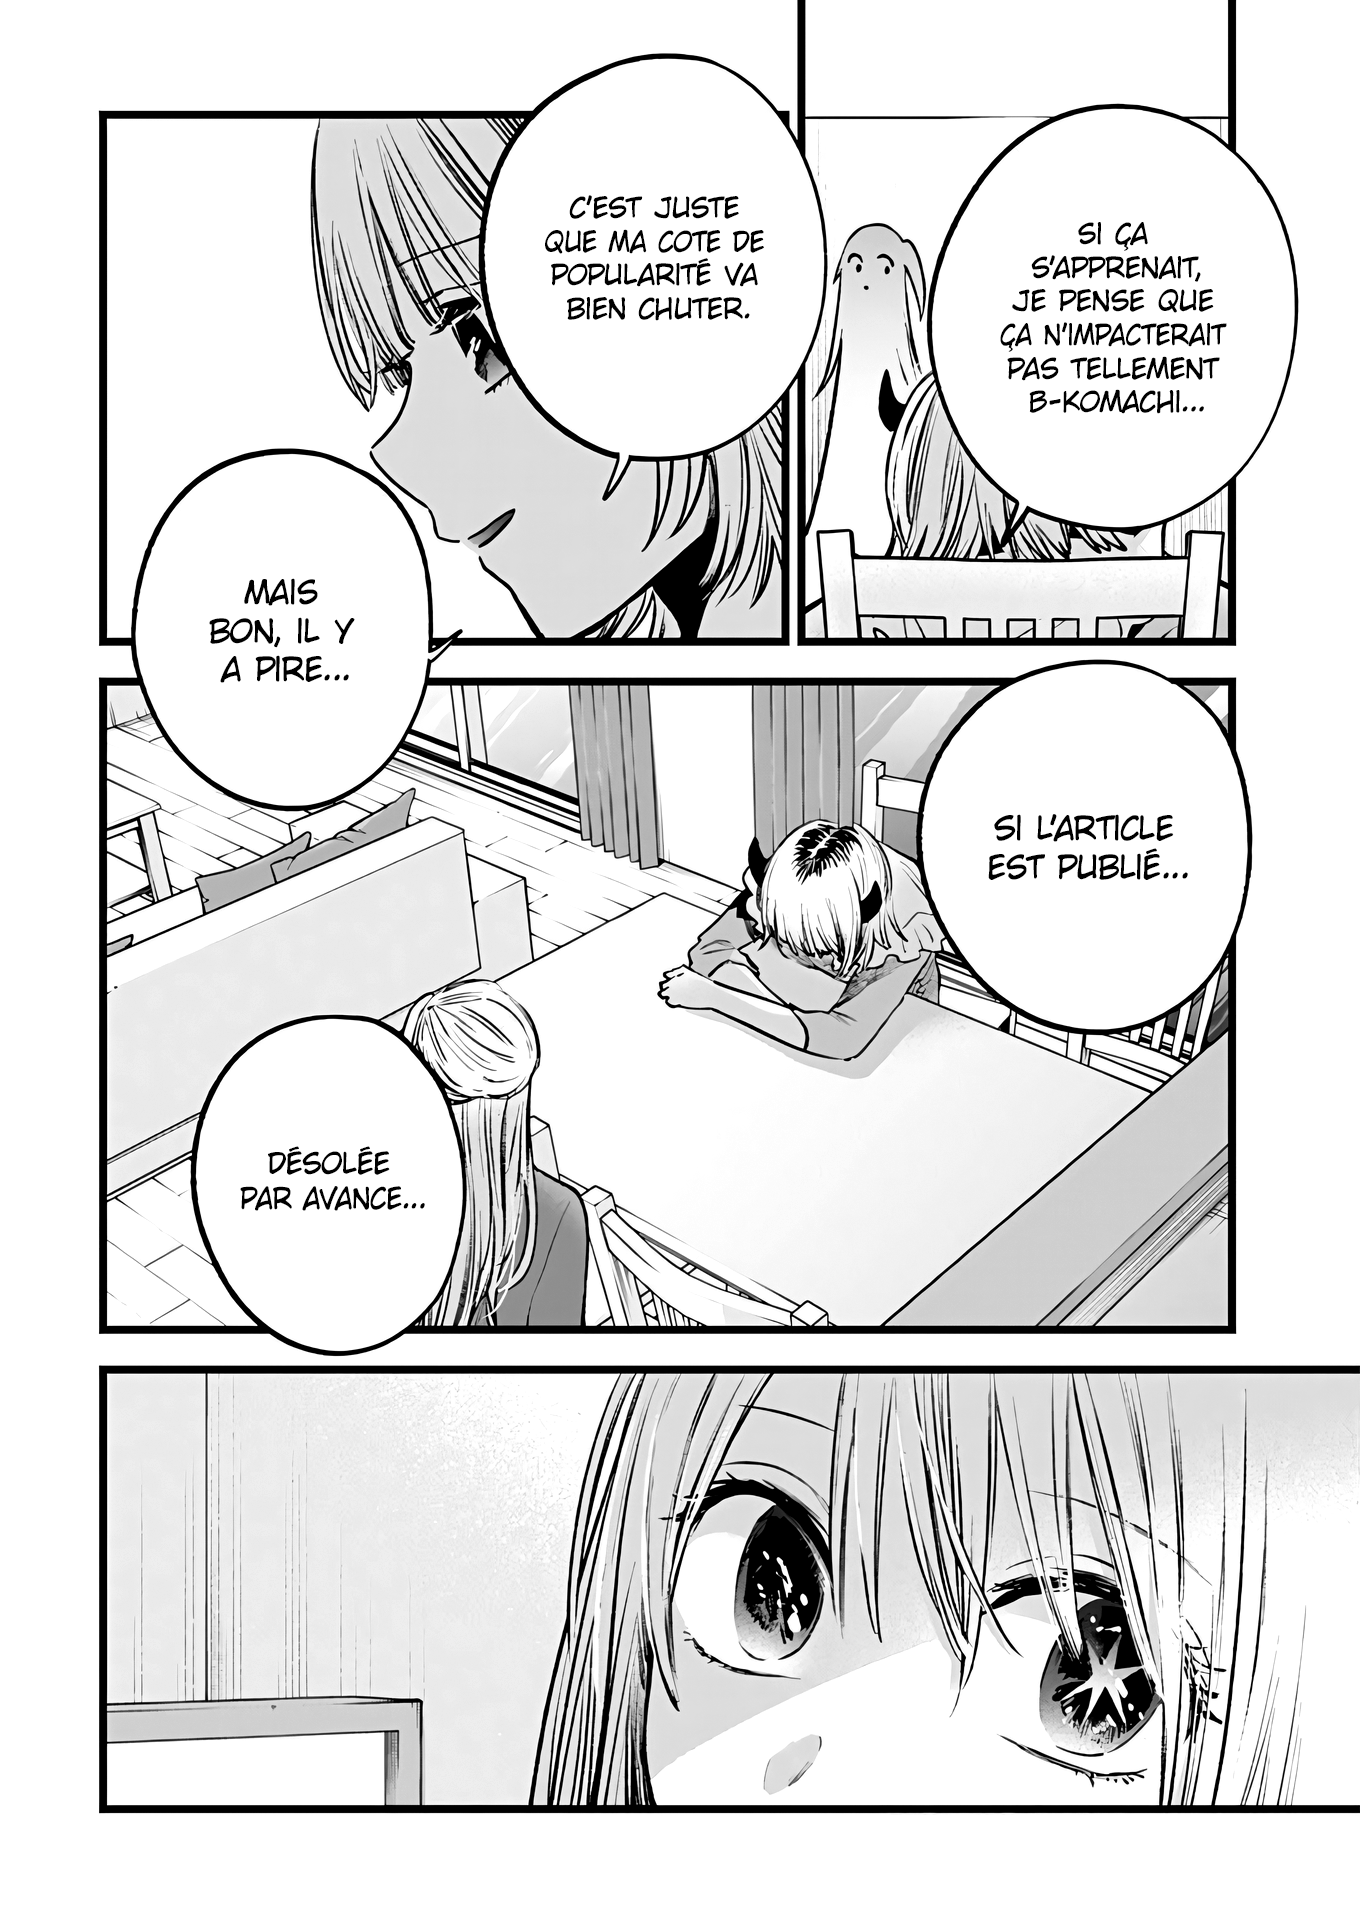 SI ÇA
S'APPRENAIT,
JE PENSE QUE
ÇA N'IMPACTERAIT
PAS TELLEMENT
B-KOMACHI...
C'EST JUSTE
QUE MA COTE DE
POPULARITÉ VA
BIEN CHUTER.
MAIS
BON, IL Y
A PIRE...
SI L'ARTICLE
EST PUBLIÉ...
DÉSOLÉE
PAR AVANCE...